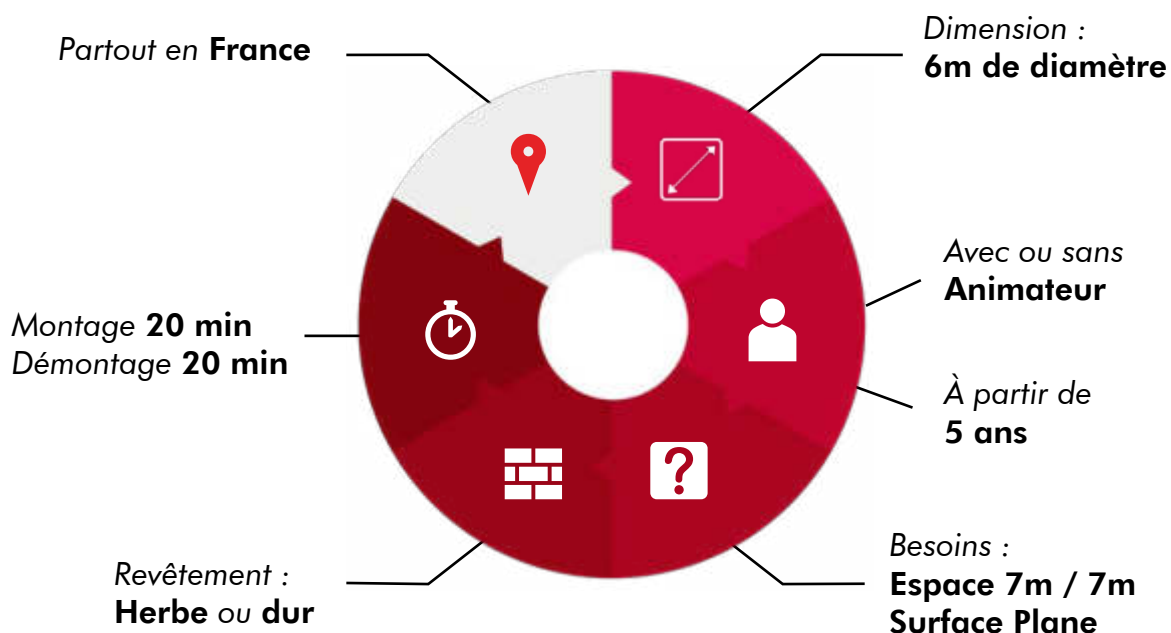 Partout en France
Dimension :
6m de diamètre
Avec ou sans
Animateur
À partir de
5 ans
Montage 20 min
Démontage 20 min
Revêtement :
Herbe ou dur
Besoins :
Espace 7m / 7m
Surface Plane